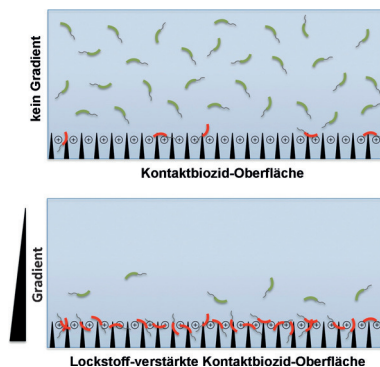 kein Gradient
Kontaktbiozid-Oberfläche
Gradient
Lockstoff-verstärkte Kontaktbiozid-Oberfläche